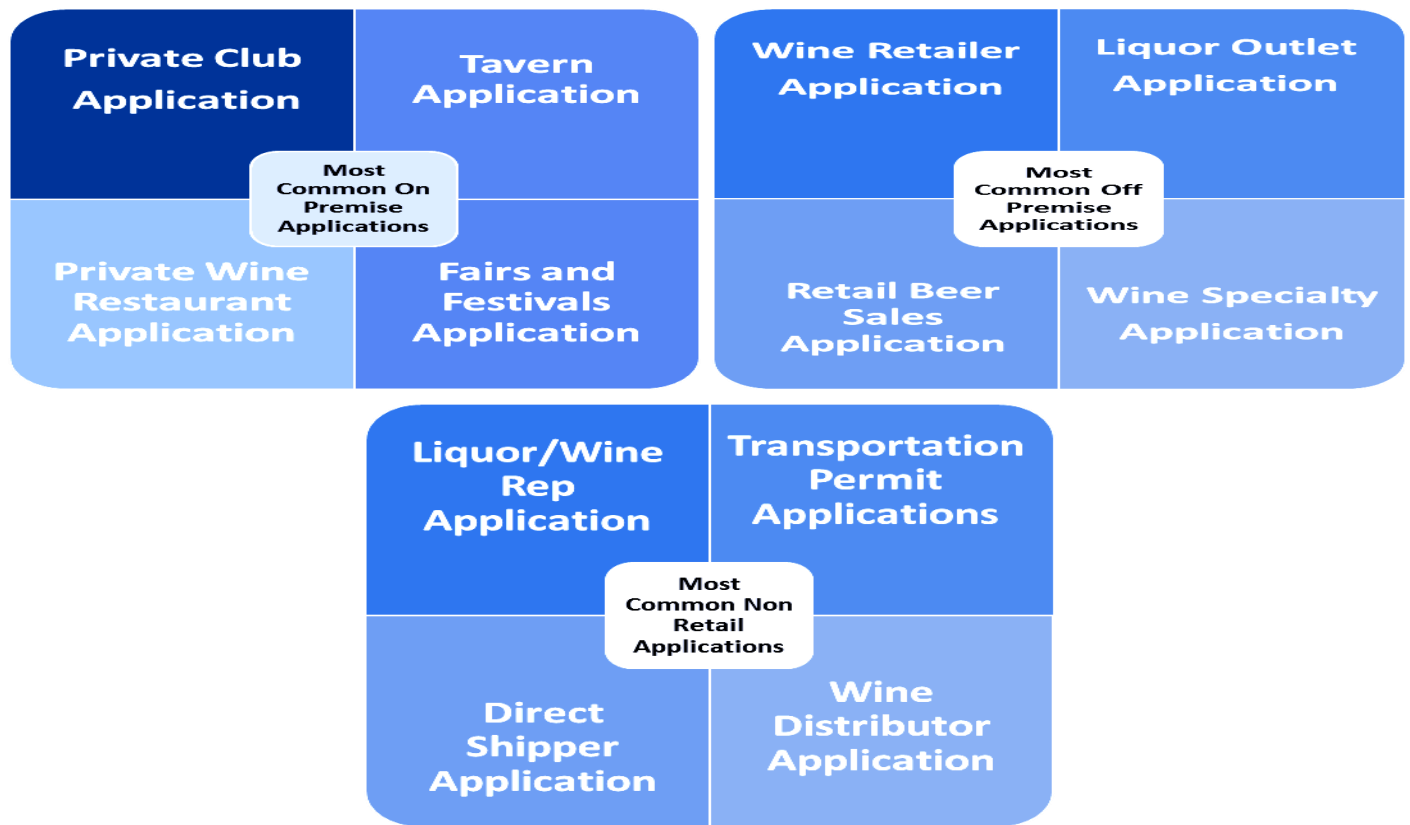 Private Club
Application
Tavern
Application
Most
Common On
Premise
Applications
Private Wine
Restaurant
Application
Fairs and
Festivals
Application
Wine Retailer
Application
Liquor Outlet
Application
Most
Common Off
Premise
Applications
Retail Beer
Sales
Application
Wine Specialty
Application
Liquor/Wine
Rep
Application
Transportation
Permit
Applications
Most
Common Non
Retail
Applications
Direct
Shipper
Application
Wine
Distributor
Application